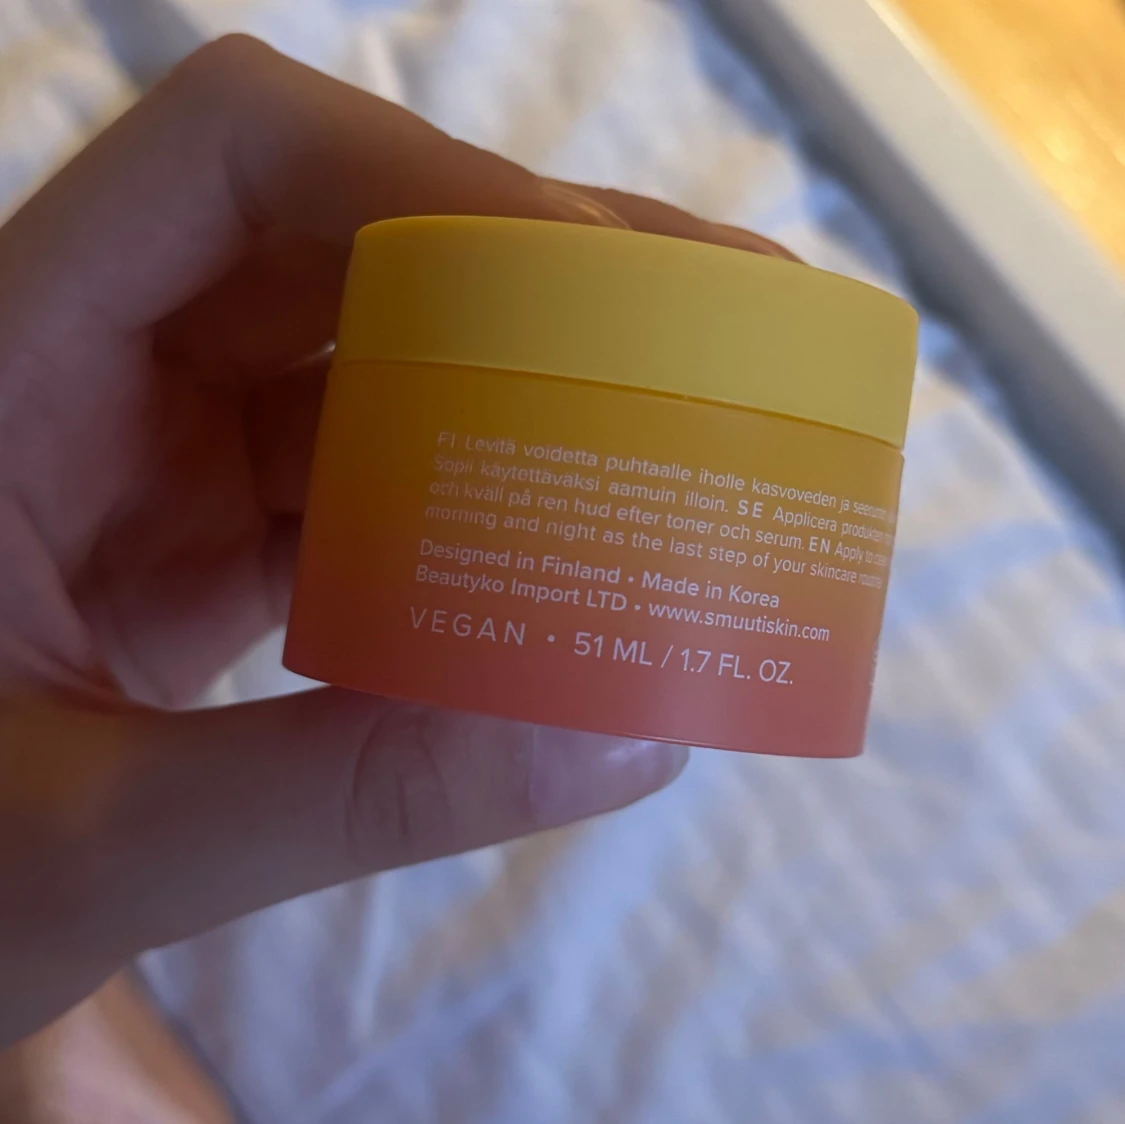 FI Levitä voidetta puhtaalle iholle kasvoveden ja seerumin
Sopii käytettäväksi aamuin illoin. SE Applicera produkten
och kväll på ren hud efter toner och serum. EN Apply to
morning and night as the last step of your skincare routine
Designed in Finland • Made in Korea
Beautyko Import LTD • www.smuutiskin.com
VEGAN • 51 ML / 1.7 FL. OZ.